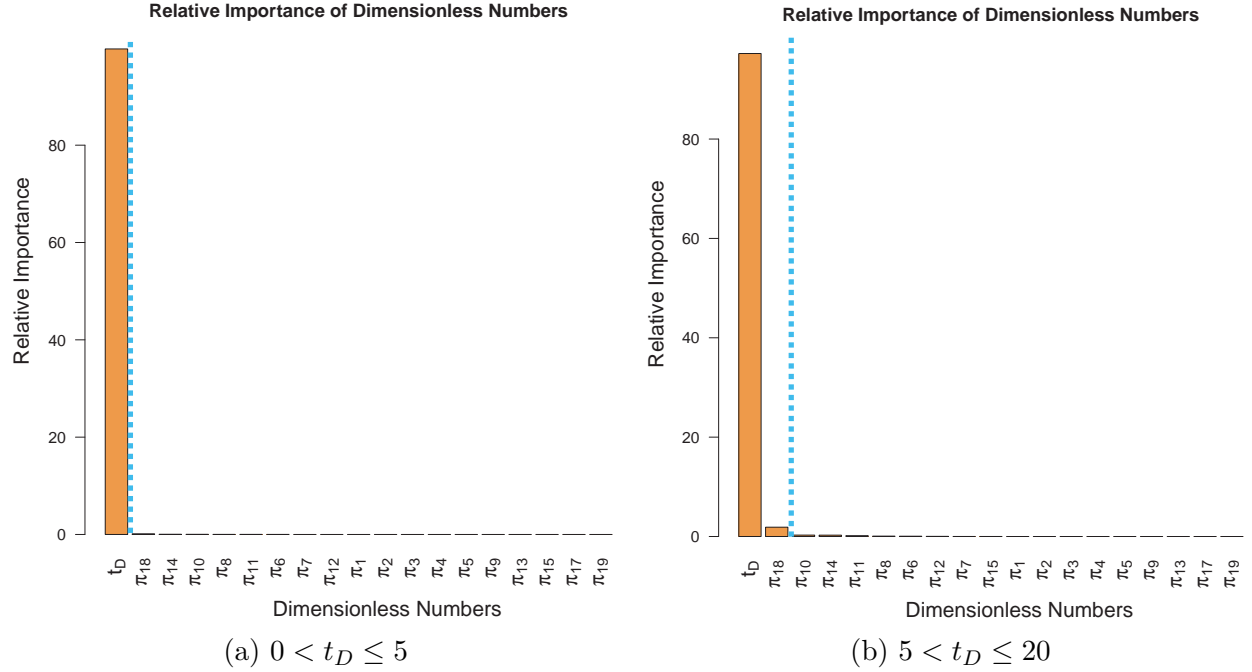 Relative Importance of Dimensionless Numbers
Relative Importance
80
60
40
20
0
t_D π_18 π_14 π_10 π_8 π_11 π_6 π_7 π_12 π_1 π_2 π_3 π_4 π_5 π_9 π_13 π_15 π_17 π_19
Dimensionless Numbers
(a) 0 < t_D ≤ 5
Relative Importance of Dimensionless Numbers
Relative Importance
80
60
40
20
0
t_D π_18 π_10 π_14 π_11 π_8 π_6 π_12 π_7 π_15 π_1 π_2 π_3 π_4 π_5 π_9 π_13 π_17 π_19
Dimensionless Numbers
(b) 5 < t_D ≤ 20